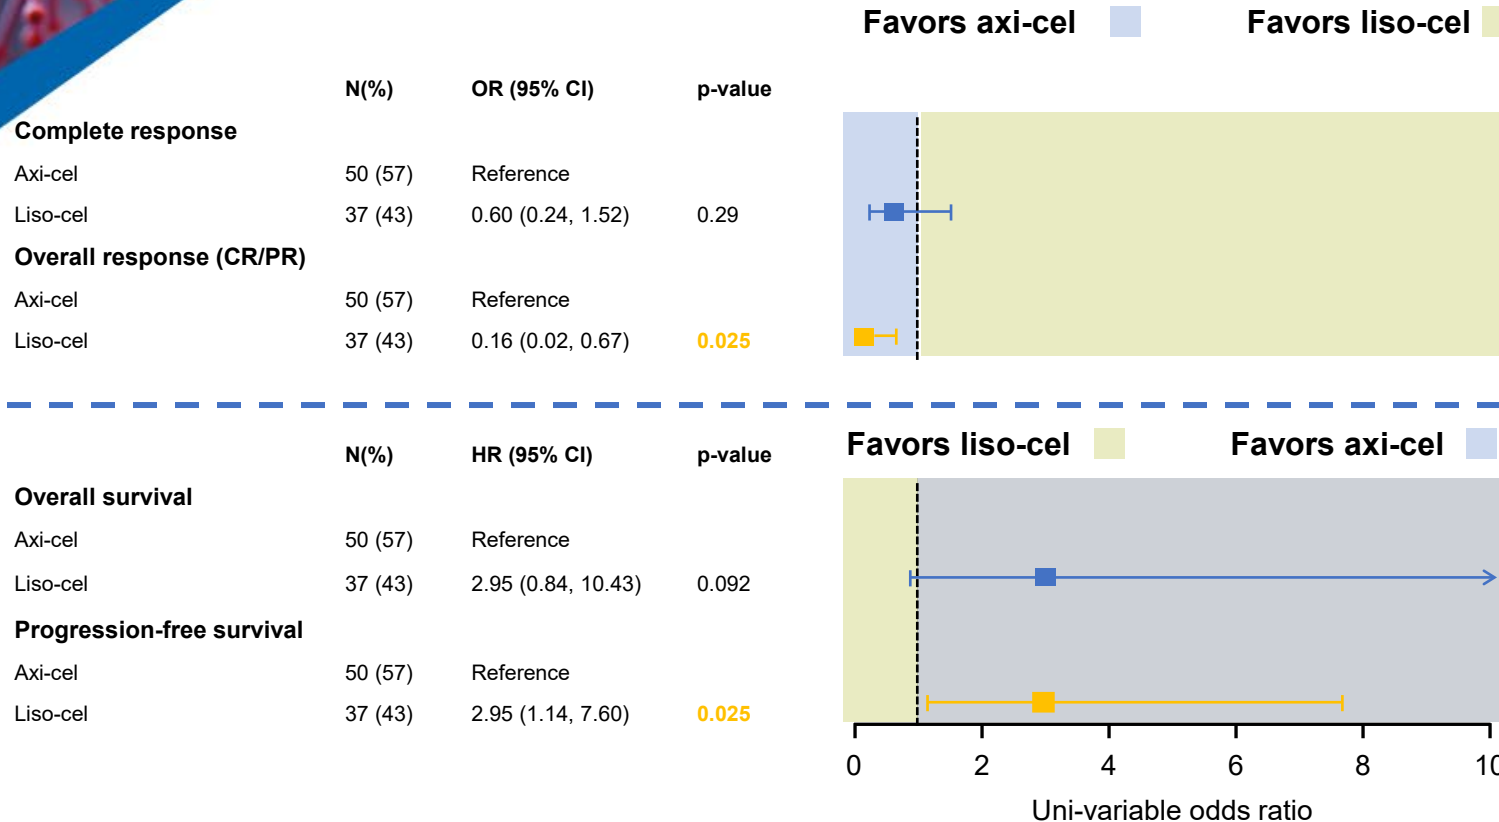 Favors axi-cel Favors liso-cel
N(%) OR (95% CI) p-value
Complete response
Axi-cel 50 (57) Reference
Liso-cel 37 (43) 0.60 (0.24, 1.52) 0.29
Overall response (CR/PR)
Axi-cel 50 (57) Reference
Liso-cel 37 (43) 0.16 (0.02, 0.67) 0.025
Favors liso-cel Favors axi-cel
N(%) HR (95% CI) p-value
Overall survival
Axi-cel 50 (57) Reference
Liso-cel 37 (43) 2.95 (0.84, 10.43) 0.092
Progression-free survival
Axi-cel 50 (57) Reference
Liso-cel 37 (43) 2.95 (1.14, 7.60) 0.025
0 2 4 6 8 10
Uni-variable odds ratio